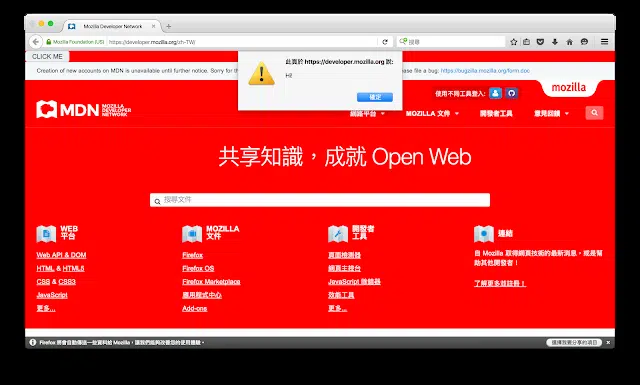 Mozilla Developer Network
Mozilla Foundation (US)
https://developer.mozilla.org/zh-TW/
搜尋
CLICK ME
此頁於 https://developer.mozilla.org 說:
Hi!
確定
Creation of new accounts on MDN is unavailable until further notice. Sorry for th
please file a bug: https://bugzilla.mozilla.org/form.doc
使用不同工具登入:
mozilla
MDN MOZILLA DEVELOPER NETWORK
網絡平台
MOZILLA 文件
開發者工具
意見回饋
共享知識，成就 Open Web
搜尋文件
WEB 平台
Web API & DOM
HTML & HTML5
CSS & CSS3
JavaScript
更多...
MOZILLA 文件
Firefox
Firefox OS
Firefox Marketplace
應用程式中心
Add-ons
開發者 工具
頁面檢測器
網頁主控台
JavaScript 除錯器
效能工具
更多...
連結
自 Mozilla 取得網頁技術的最新消息，或是幫助其他開發者！
了解更多並註冊！
Firefox 將會自動傳送一些資料給 Mozilla，讓我們能夠改善您的使用體驗。
選擇我要分享的項目